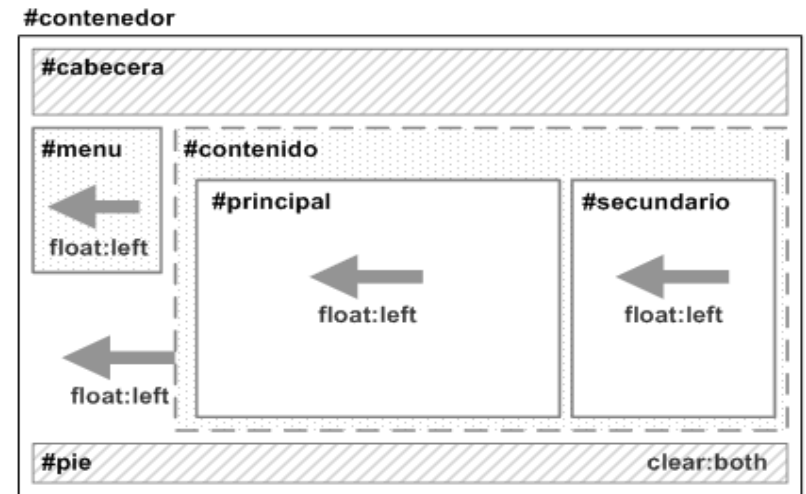 #contenedor
#cabecera
#menu
float:left
float:left
#contenido
#principal
float:left
#secundario
float:left
#pie
clear:both